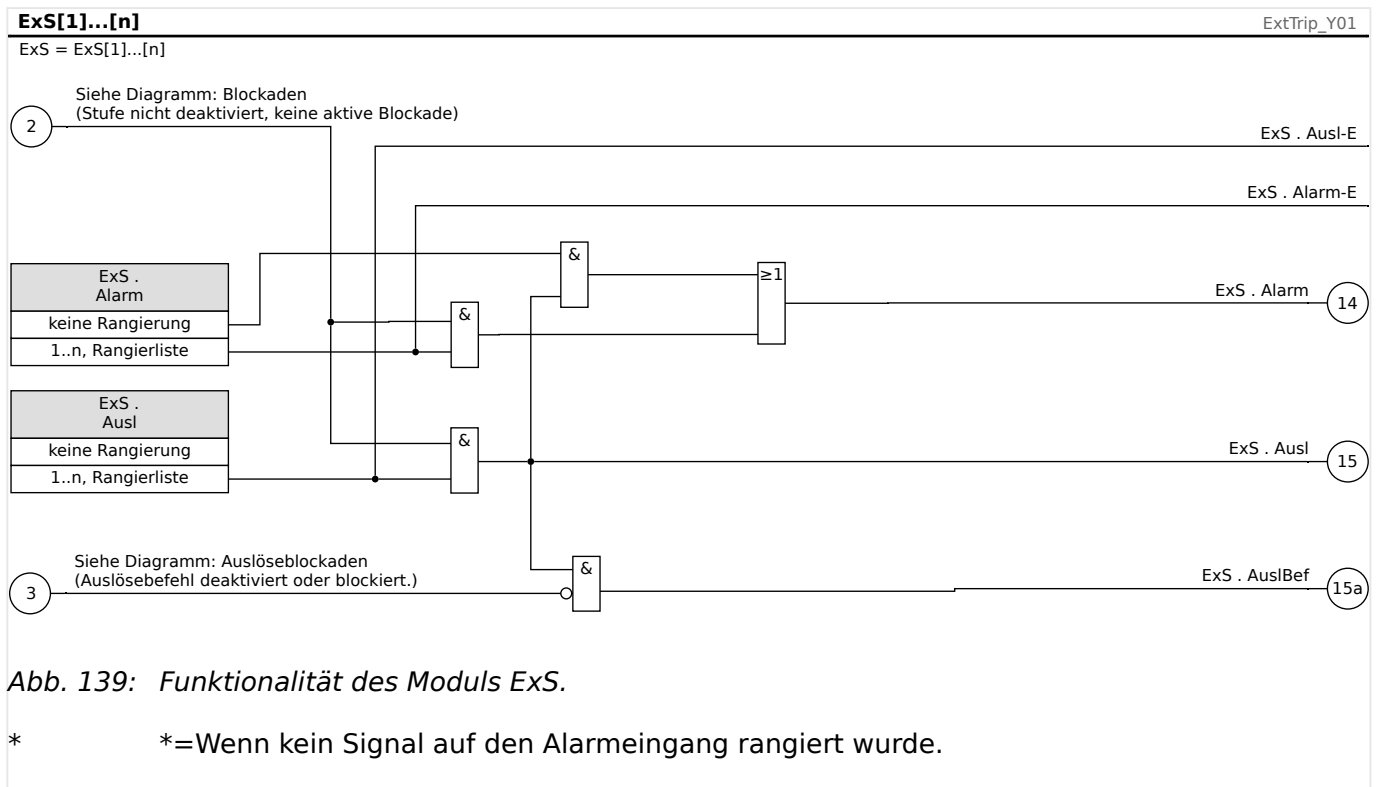 ExS[1]...[n]
ExtTrip_Y01
ExS = ExS[1]...[n]
Siehe Diagramm: Blockaden
(Stufe nicht deaktiviert, keine aktive Blockade)
2
ExS . Ausl-E
ExS . Alarm-E
&
ExS .
Alarm
≥1
keine Rangierung
1..n, Rangierliste
&
ExS . Alarm
14
ExS .
Ausl
keine Rangierung
1..n, Rangierliste
&
ExS . Ausl
15
Siehe Diagramm: Auslöseblockaden
(Auslösebefehl deaktiviert oder blockiert.)
3
&
ExS . AuslBef
15a
Abb. 139: Funktionalität des Moduls ExS.
* *=Wenn kein Signal auf den Alarmeingang rangiert wurde.